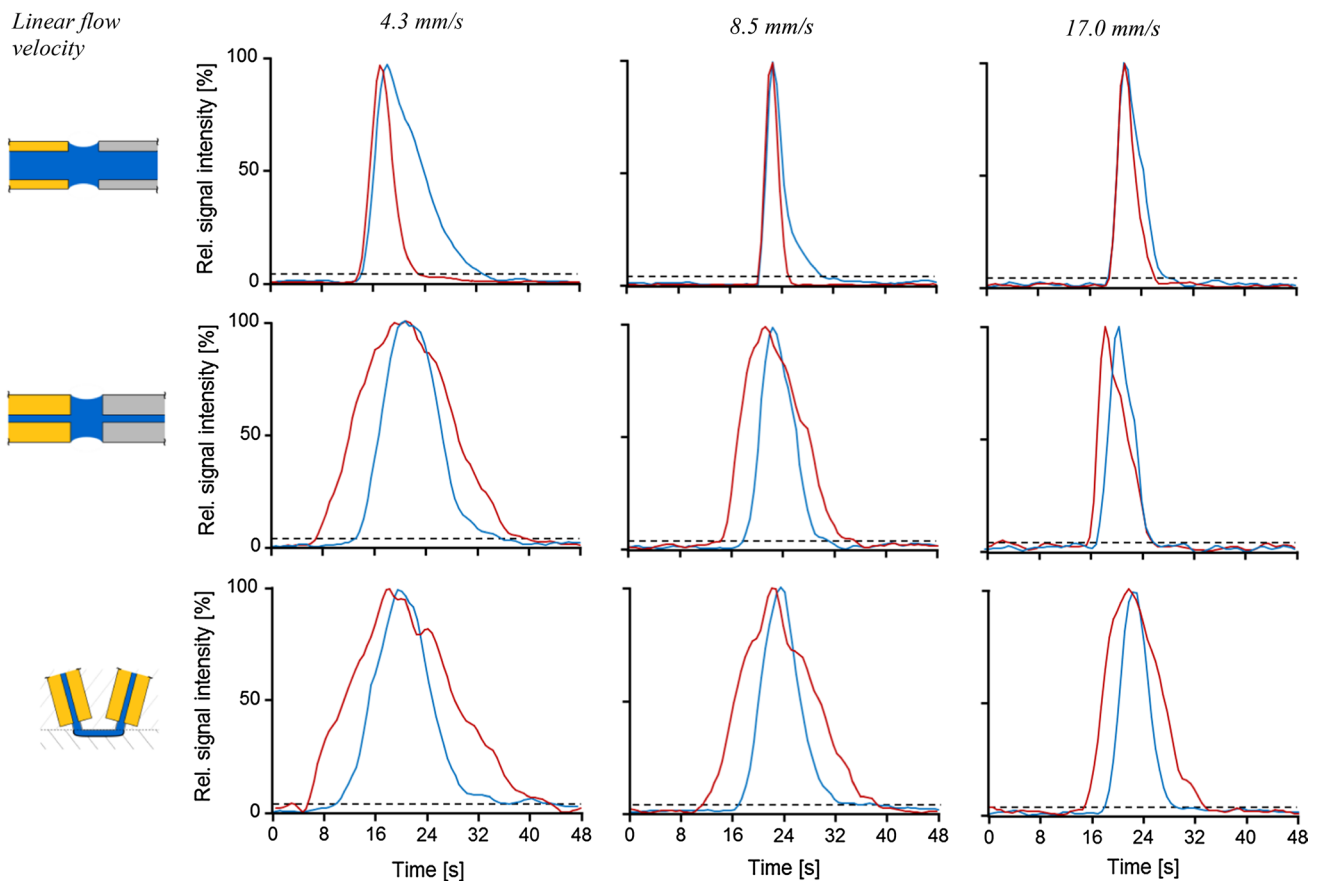 Linear flow
velocity
4.3 mm/s
8.5 mm/s
17.0 mm/s
Rel. signal intensity [%]
100
50
0
Rel. signal intensity [%]
100
50
0
Rel. signal intensity [%]
100
50
0
0 8 16 24 32 40 48
0 8 16 24 32 40 48
0 8 16 24 32 40 48
Time [s]
Time [s]
Time [s]